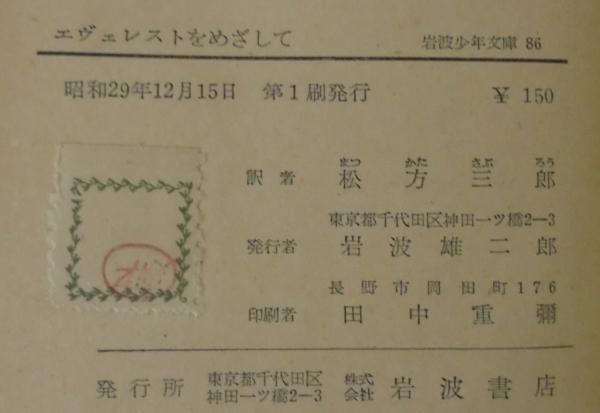 エヴェレストをめざして 岩波少年文庫 86
昭和29年12月15日 第1刷発行 ¥ 150
まつ かた さぶ ろう
訳者 松方三郎
東京都千代田区神田一ツ橋2-3
発行者 岩波雄二郎
長野市岡田町176
印刷者 田中重彌
発行所 東京都千代田区 株式 岩波書店
神田一ツ橋2-3 会社